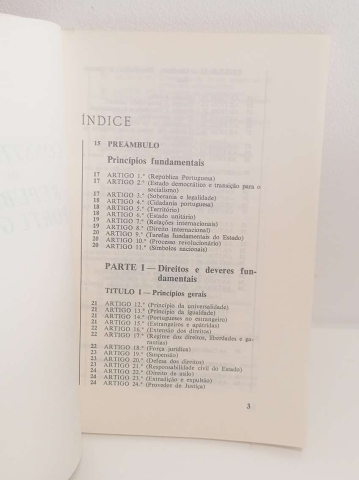 ÍNDICE
15 PREÂMBULO
Princípios fundamentais
17 ARTIGO 1.º (República Portuguesa)
17 ARTIGO 2.º (Estado democrático e transição para o
socialismo)
17 ARTIGO 3.º (Soberania e legalidade)
18 ARTIGO 4.º (Cidadania portuguesa)
18 ARTIGO 5.º (Território)
18 ARTIGO 6.º (Estado unitário)
19 ARTIGO 7.º (Relações internacionais)
19 ARTIGO 8.º (Direito internacional)
20 ARTIGO 9.º (Tarefas fundamentais do Estado)
20 ARTIGO 10.º (Processo revolucionário)
20 ARTIGO 11.º (Símbolos nacionais)
PARTE I — Direitos e deveres fun-
damentais
TITULO I — Princípios gerais
21 ARTIGO 12.º (Princípio da universalidade)
21 ARTIGO 13.º (Princípio da igualdade)
21 ARTIGO 14.º (Portugueses no estrangeiro)
21 ARTIGO 15.º (Estrangeiros e apátridas)
22 ARTIGO 16.º (Extensão dos direitos)
22 ARTIGO 17.º (Regime dos direitos, liberdades e ga-
rantias)
22 ARTIGO 18.º (Força jurídica)
23 ARTIGO 19.º (Suspensão)
23 ARTIGO 20.º (Defesa dos direitos)
23 ARTIGO 21.º (Responsabilidade civil do Estado)
24 ARTIGO 22.º (Direito de asilo)
24 ARTIGO 23.º (Extradição e expulsão)
24 ARTIGO 24.º (Provedor de Justiça)
3